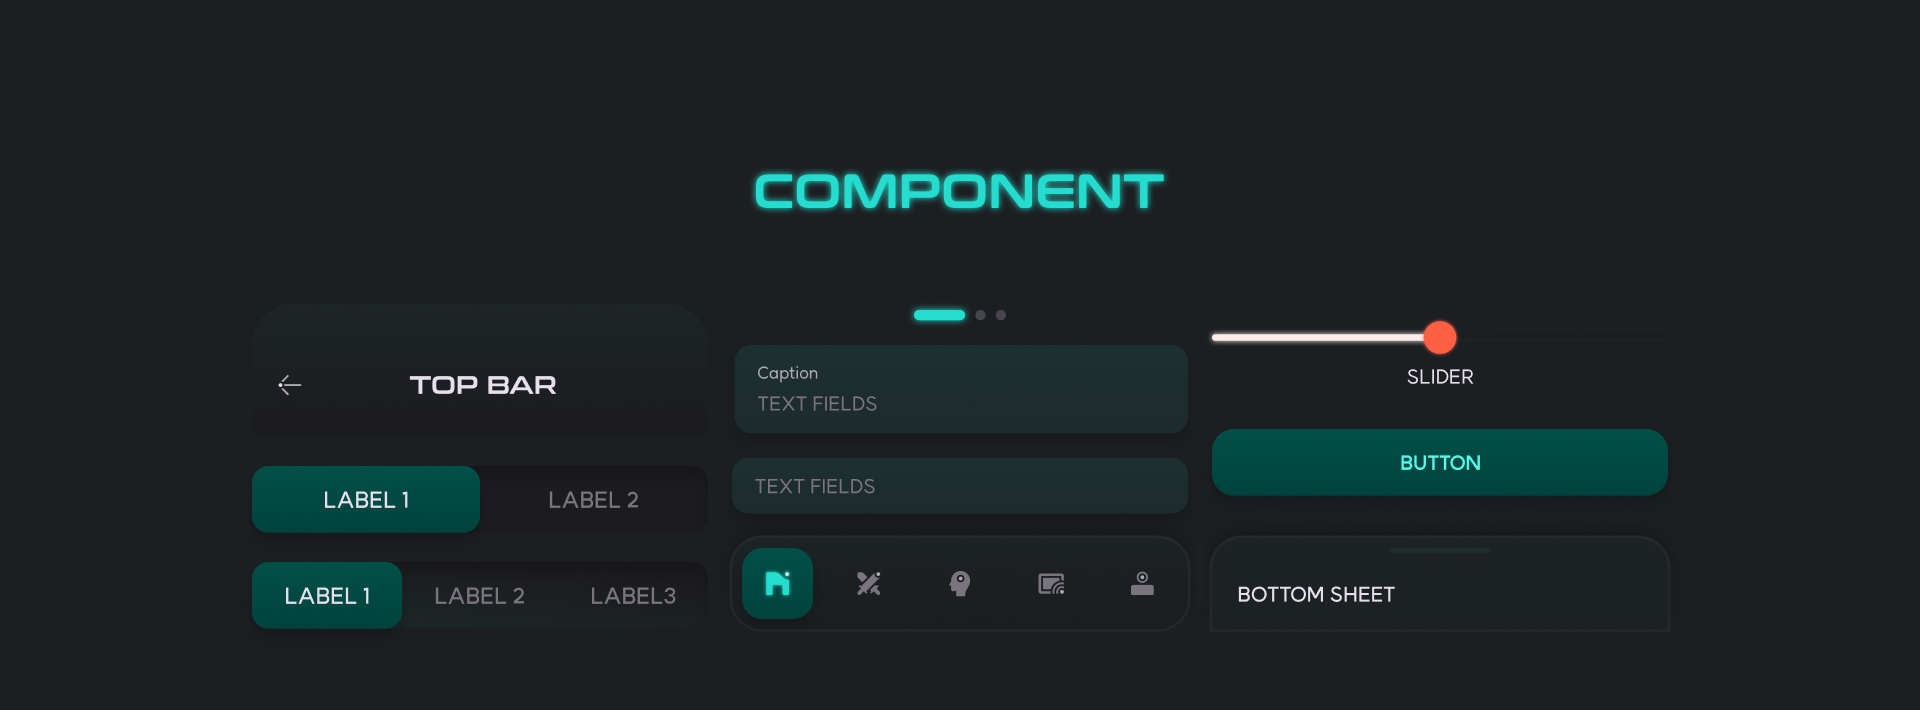 COMPONENT
TOP BAR
LABEL 1
LABEL 2
LABEL 1
LABEL 2
LABEL3
Caption
TEXT FIELDS
TEXT FIELDS
SLIDER
BUTTON
BOTTOM SHEET